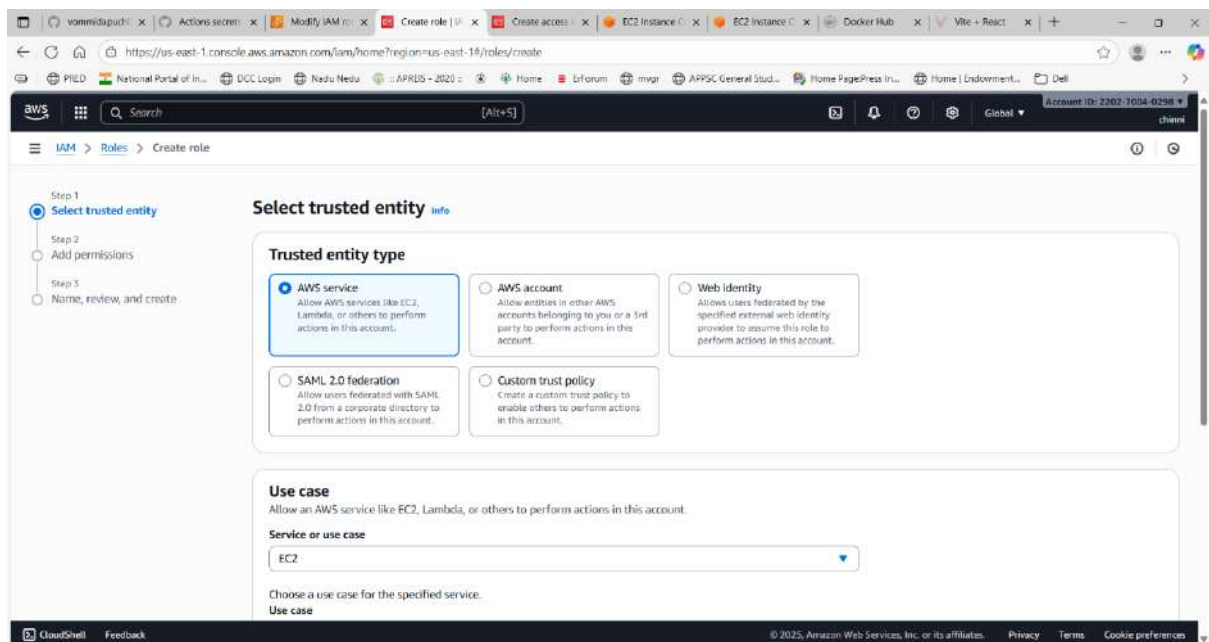 vommidapuchi
Actions secrets
Modify IAM ro
Create role | I
Create access
EC2 Instance C
EC2 Instance C
Docker Hub
Vite + React
https://us-east-1.console.aws.amazon.com/iam/home?region=us-east-1#/roles/create
PRED
National Portal of In...
DCC Login
Nadu Nedu
:: APRDS - 2020 ::
Home
Erforum
mvgr
APPSC General Stud...
Home Page:Press In...
Home | Endowment...
Dell
aws
Search
[Alt+S]
Global
Account ID: 2202-7004-0298
chinni
IAM > Roles > Create role
Step 1
Select trusted entity
Step 2
Add permissions
Step 3
Name, review, and create
Select trusted entity Info
Trusted entity type
AWS service
Allow AWS services like EC2,
Lambda, or others to perform
actions in this account.
AWS account
Allow entities in other AWS
accounts belonging to you or a 3rd
party to perform actions in this
account.
Web identity
Allows users federated by the
specified external web identity
provider to assume this role to
perform actions in this account.
SAML 2.0 federation
Allow users federated with SAML
2.0 from a corporate directory to
perform actions in this account.
Custom trust policy
Create a custom trust policy to
enable others to perform actions
in this account.
Use case
Allow an AWS service like EC2, Lambda, or others to perform actions in this account.
Service or use case
EC2
Choose a use case for the specified service.
Use case
CloudShell
Feedback
© 2025, Amazon Web Services, Inc. or its affiliates.
Privacy
Terms
Cookie preferences